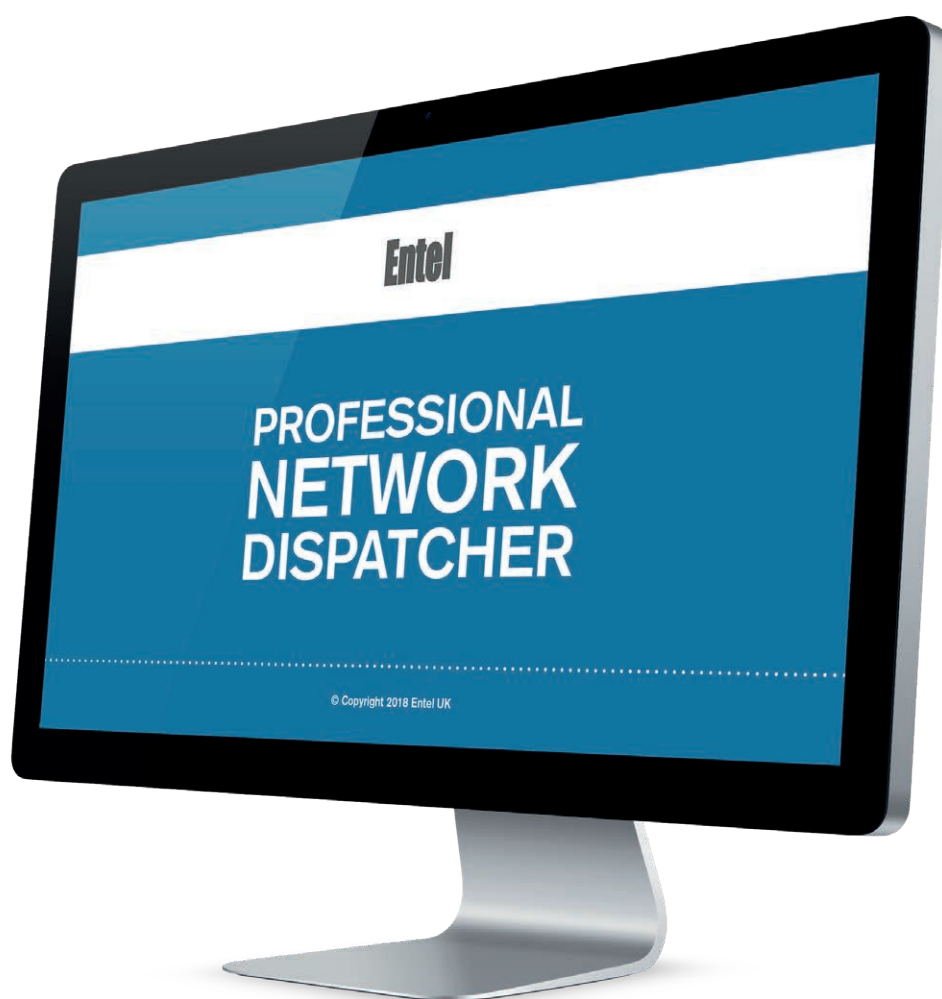 Entel
PROFESSIONAL
NETWORK
DISPATCHER
© Copyright 2018 Entel UK